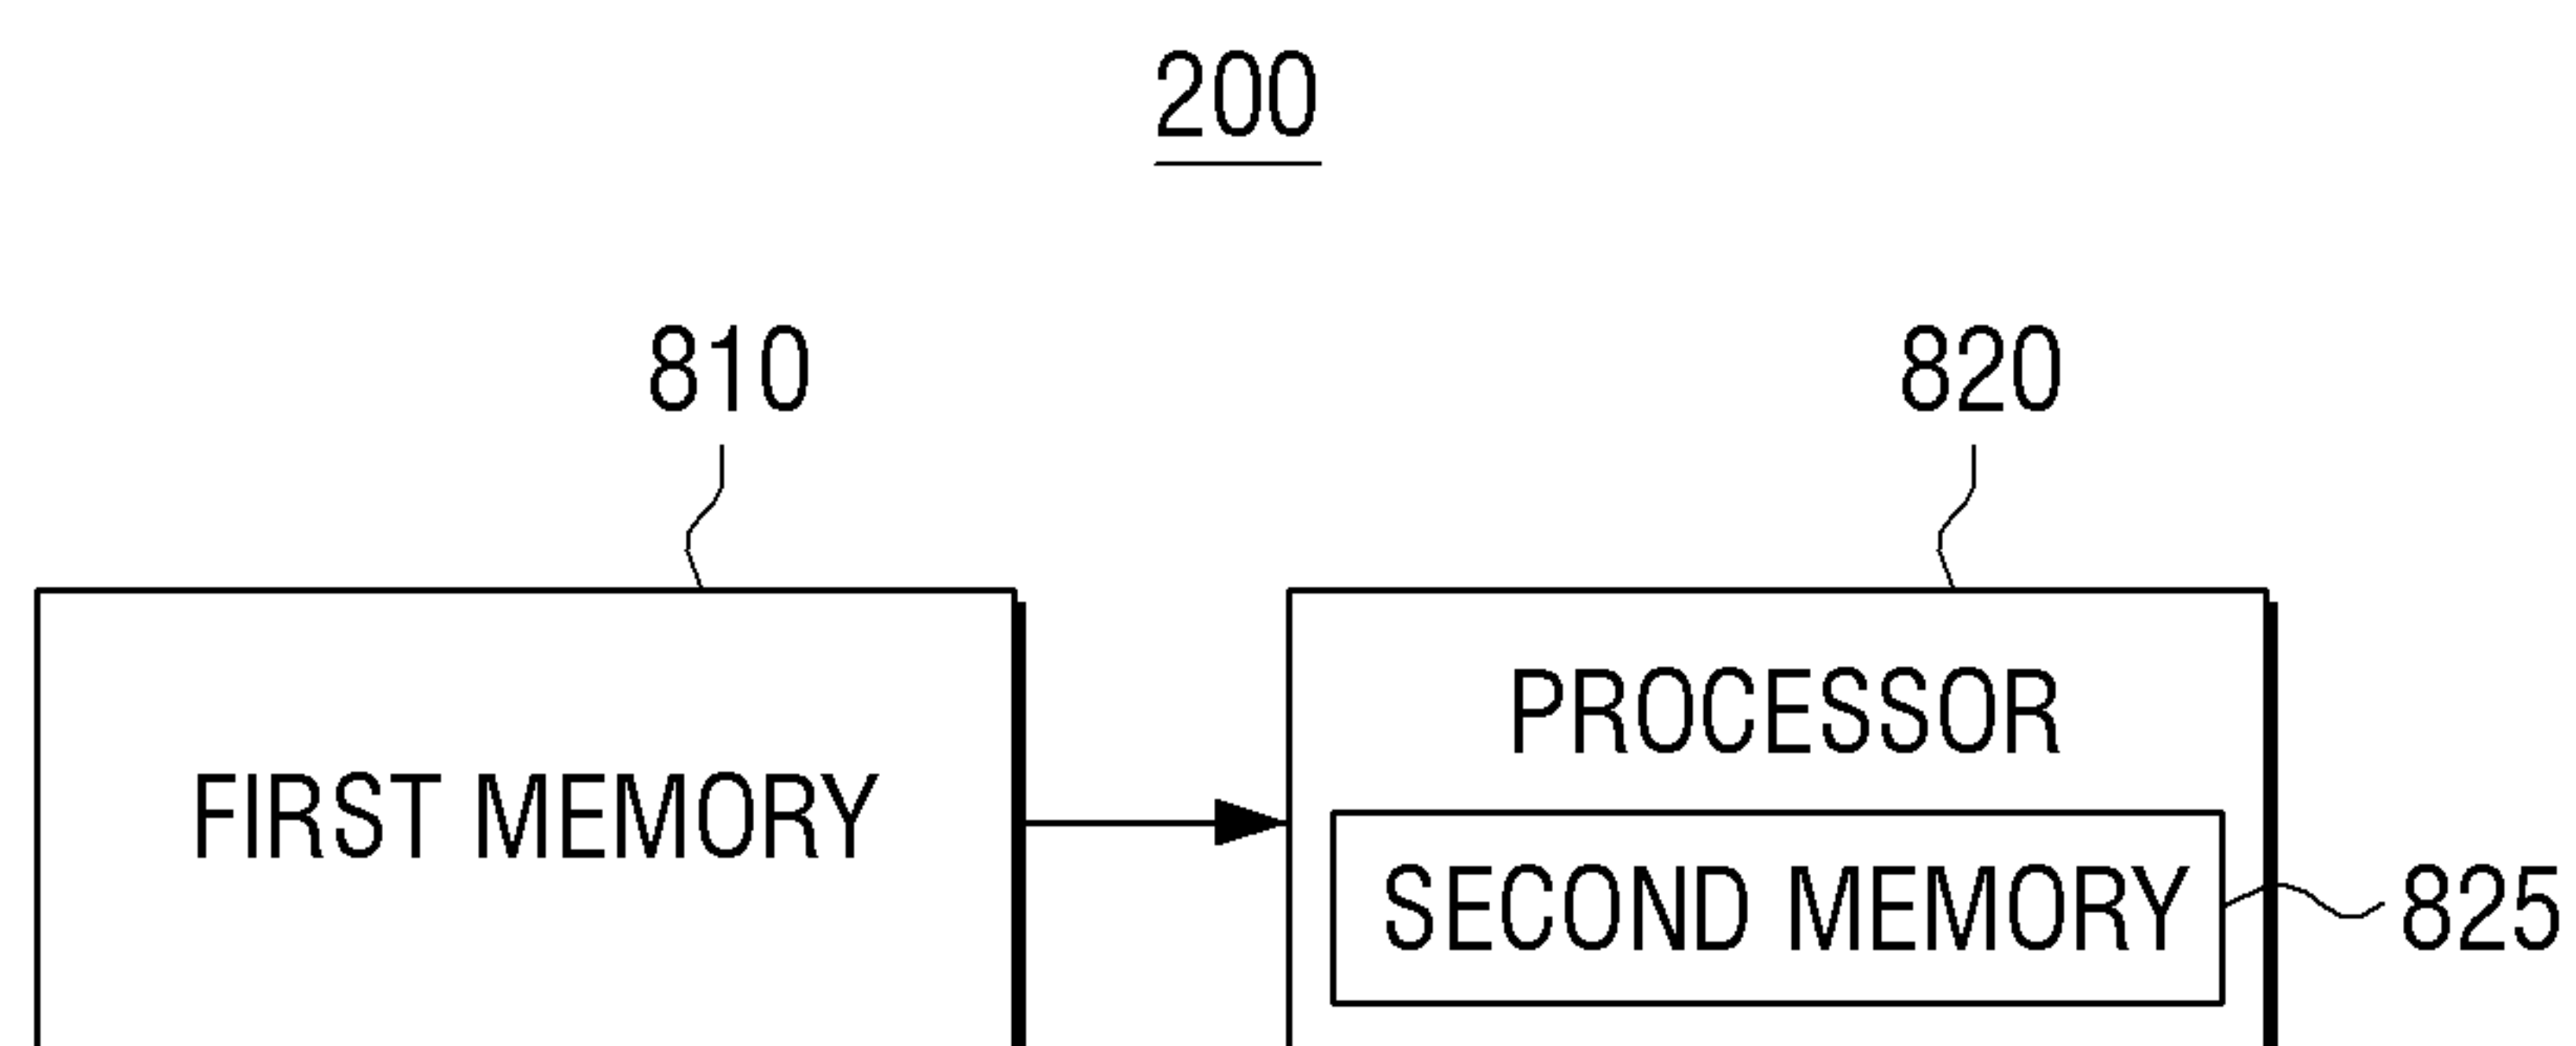 200
810
820
PROCESSOR
FIRST MEMORY
SECOND MEMORY
825